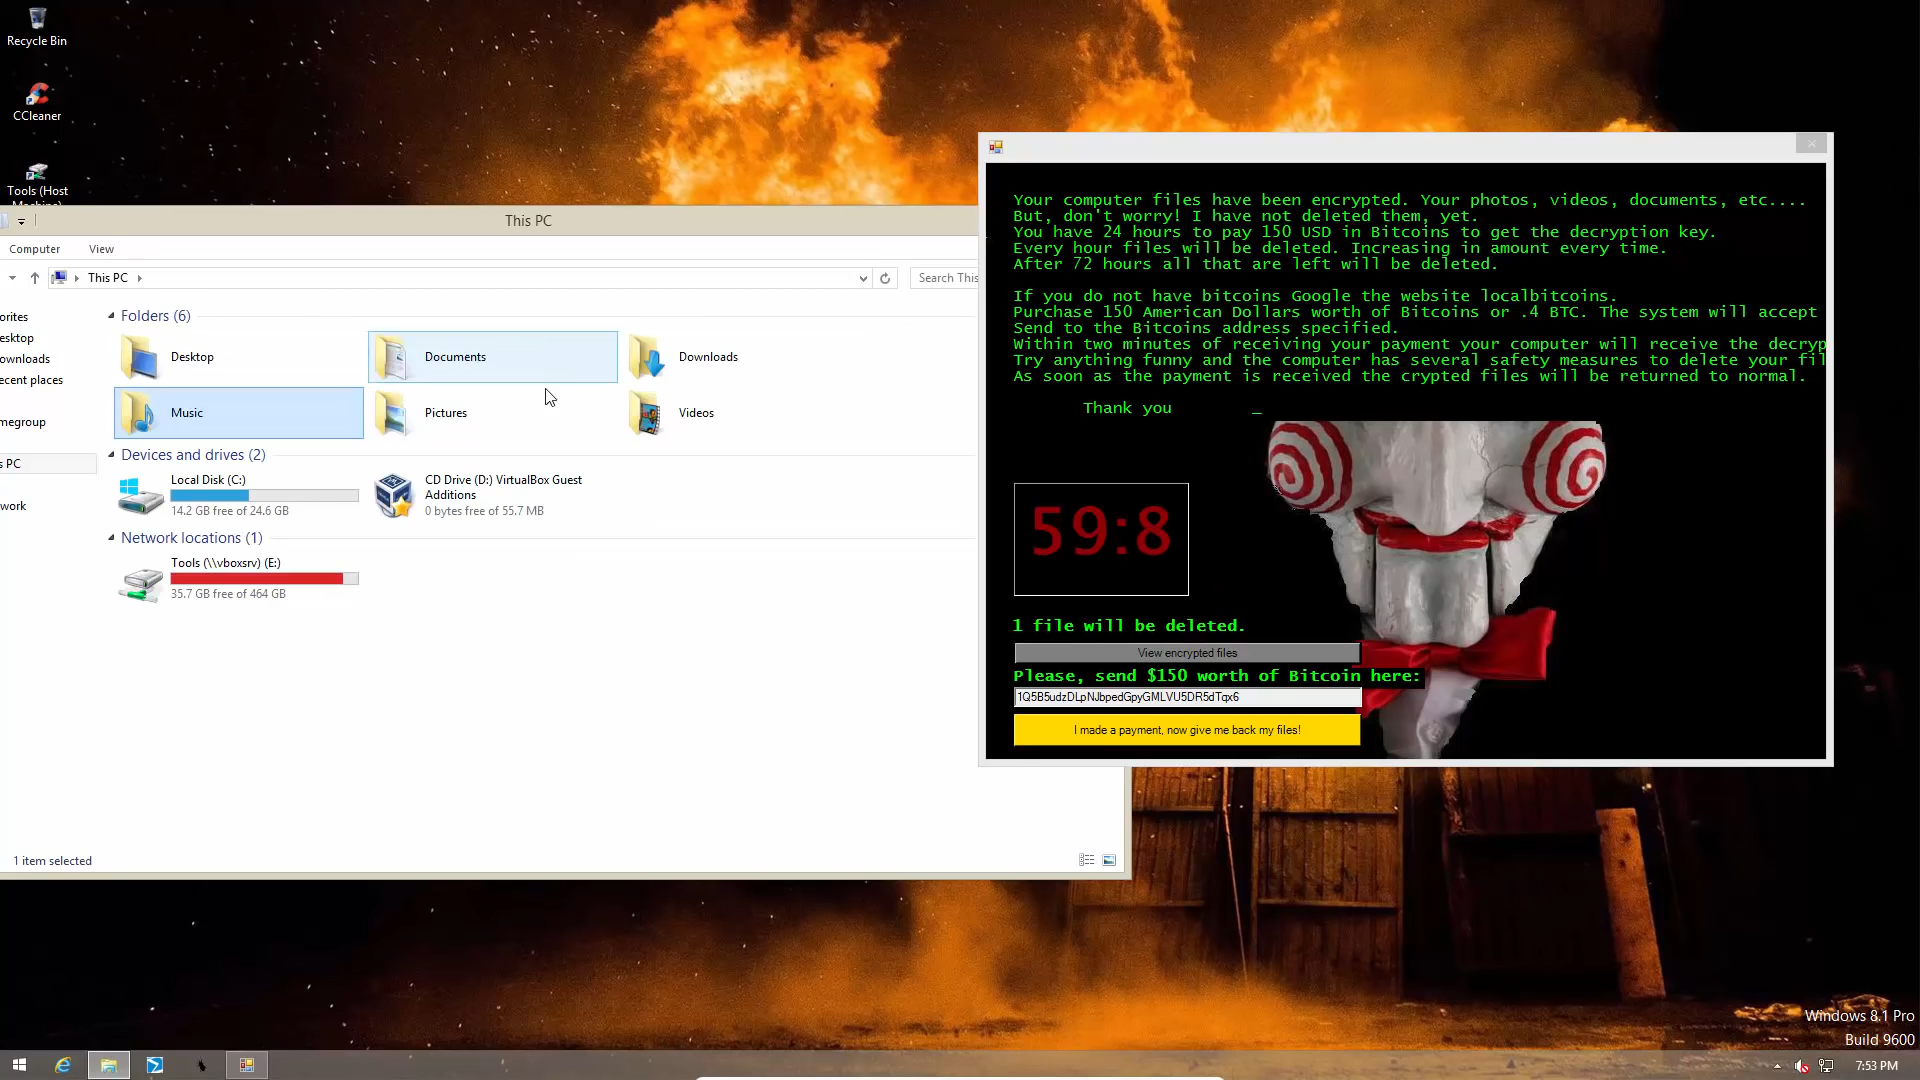 Recycle Bin
CCleaner
Tools (Host
This PC
Computer
View
This PC
Search This
Folders (6)
Desktop
Documents
Downloads
Music
Pictures
Videos
Devices and drives (2)
Local Disk (C:)
14.2 GB free of 24.6 GB
CD Drive (D:) VirtualBox Guest
Additions
0 bytes free of 55.7 MB
Network locations (1)
Tools (\\vboxsrv) (E:)
35.7 GB free of 464 GB
orites
esktop
ownloads
ecent places
megroup
s PC
work
1 item selected
Your computer files have been encrypted. Your photos, videos, documents, etc....
But, don't worry! I have not deleted them, yet.
You have 24 hours to pay 150 USD in Bitcoins to get the decryption key.
Every hour files will be deleted. Increasing in amount every time.
After 72 hours all that are left will be deleted.
If you do not have bitcoins Google the website localbitcoins.
Purchase 150 American Dollars worth of Bitcoins or .4 BTC. The system will accept
Send to the Bitcoins address specified.
Within two minutes of receiving your payment your computer will receive the decryp
Try anything funny and the computer has several safety measures to delete your fil
As soon as the payment is received the crypted files will be returned to normal.
Thank you _
59:8
1 file will be deleted.
View encrypted files
Please, send $150 worth of Bitcoin here:
1Q5B5udzDLpNJbpedGpyGMLVU5DR5dTqx6
I made a payment, now give me back my files!
Windows 8.1 Pro
Build 9600
7:53 PM